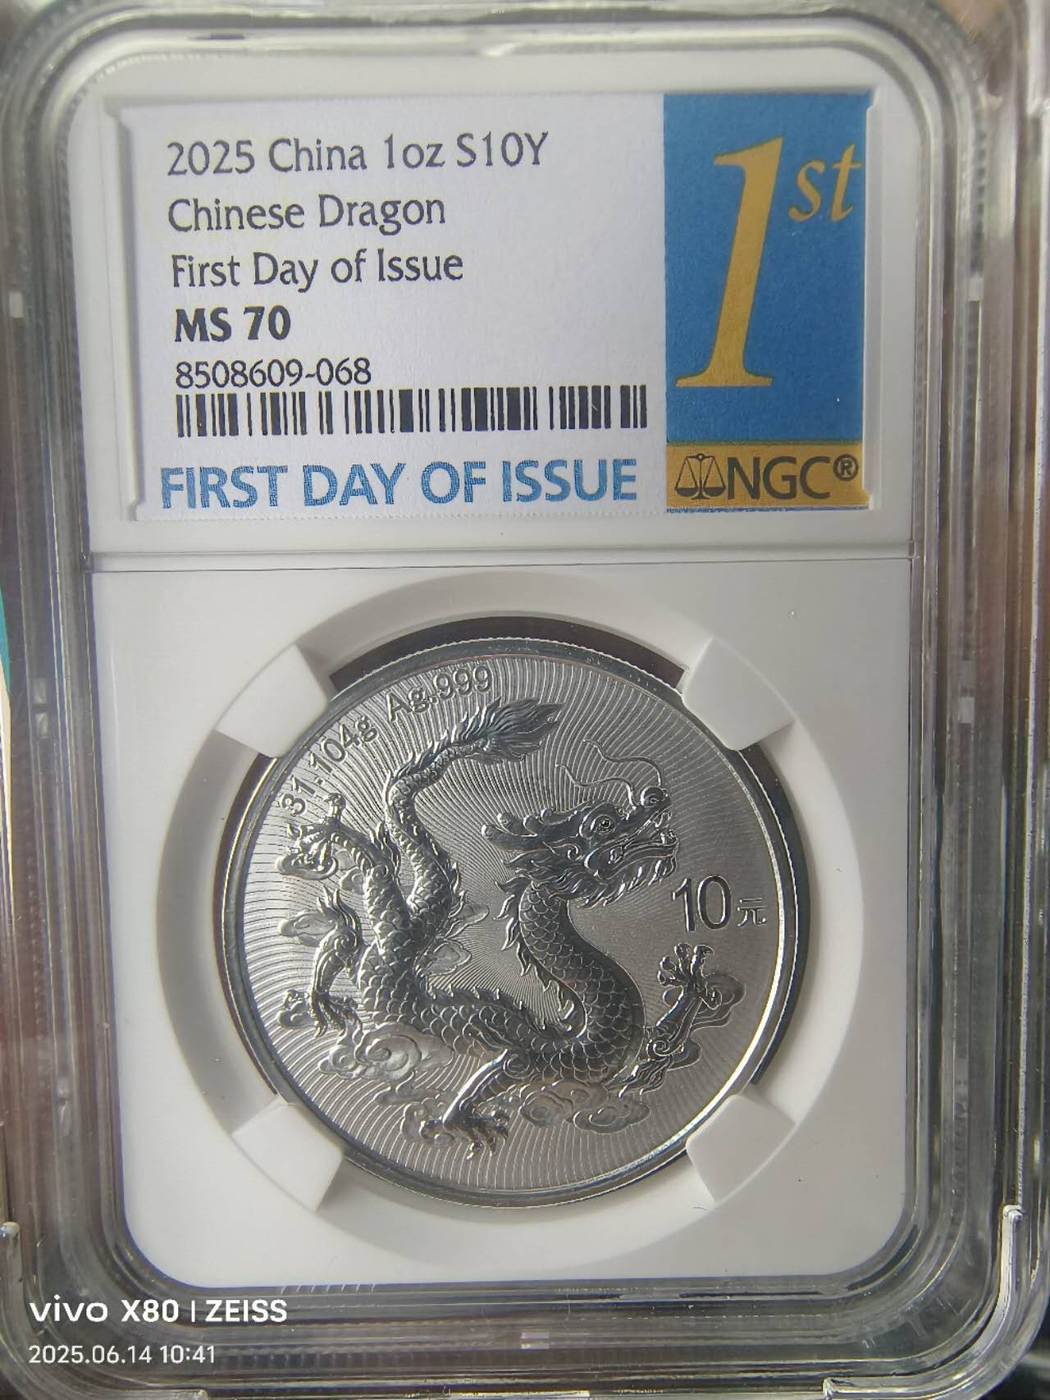 2025 China 1oz S10Y
Chinese Dragon
First Day of Issue
MS 70
8508609-068
FIRST DAY OF ISSUE
1st
NGC®
31.104g Ag.999
10元
vivo X80 | ZEISS
2025.06.14 10:41